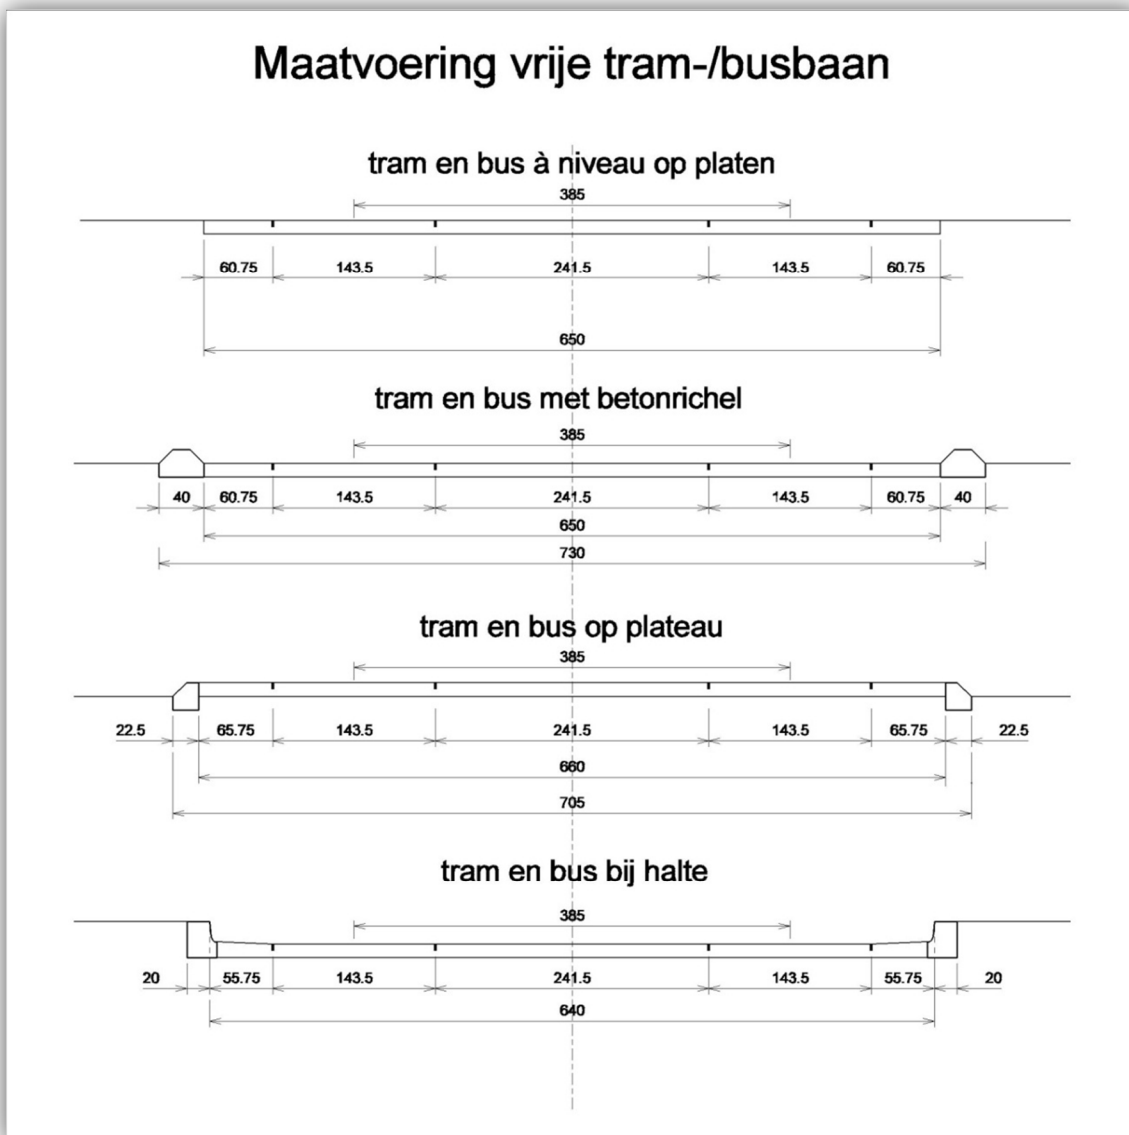 Maatvoering vrije tram-/busbaan
tram en bus à niveau op platen
385
60.75 143.5 241.5 143.5 60.75
650
tram en bus met betonrichel
385
40 60.75 143.5 241.5 143.5 60.75 40
650
730
tram en bus op plateau
385
22.5 65.75 143.5 241.5 143.5 65.75 22.5
660
705
tram en bus bij halte
385
20 55.75 143.5 241.5 143.5 55.75 20
640